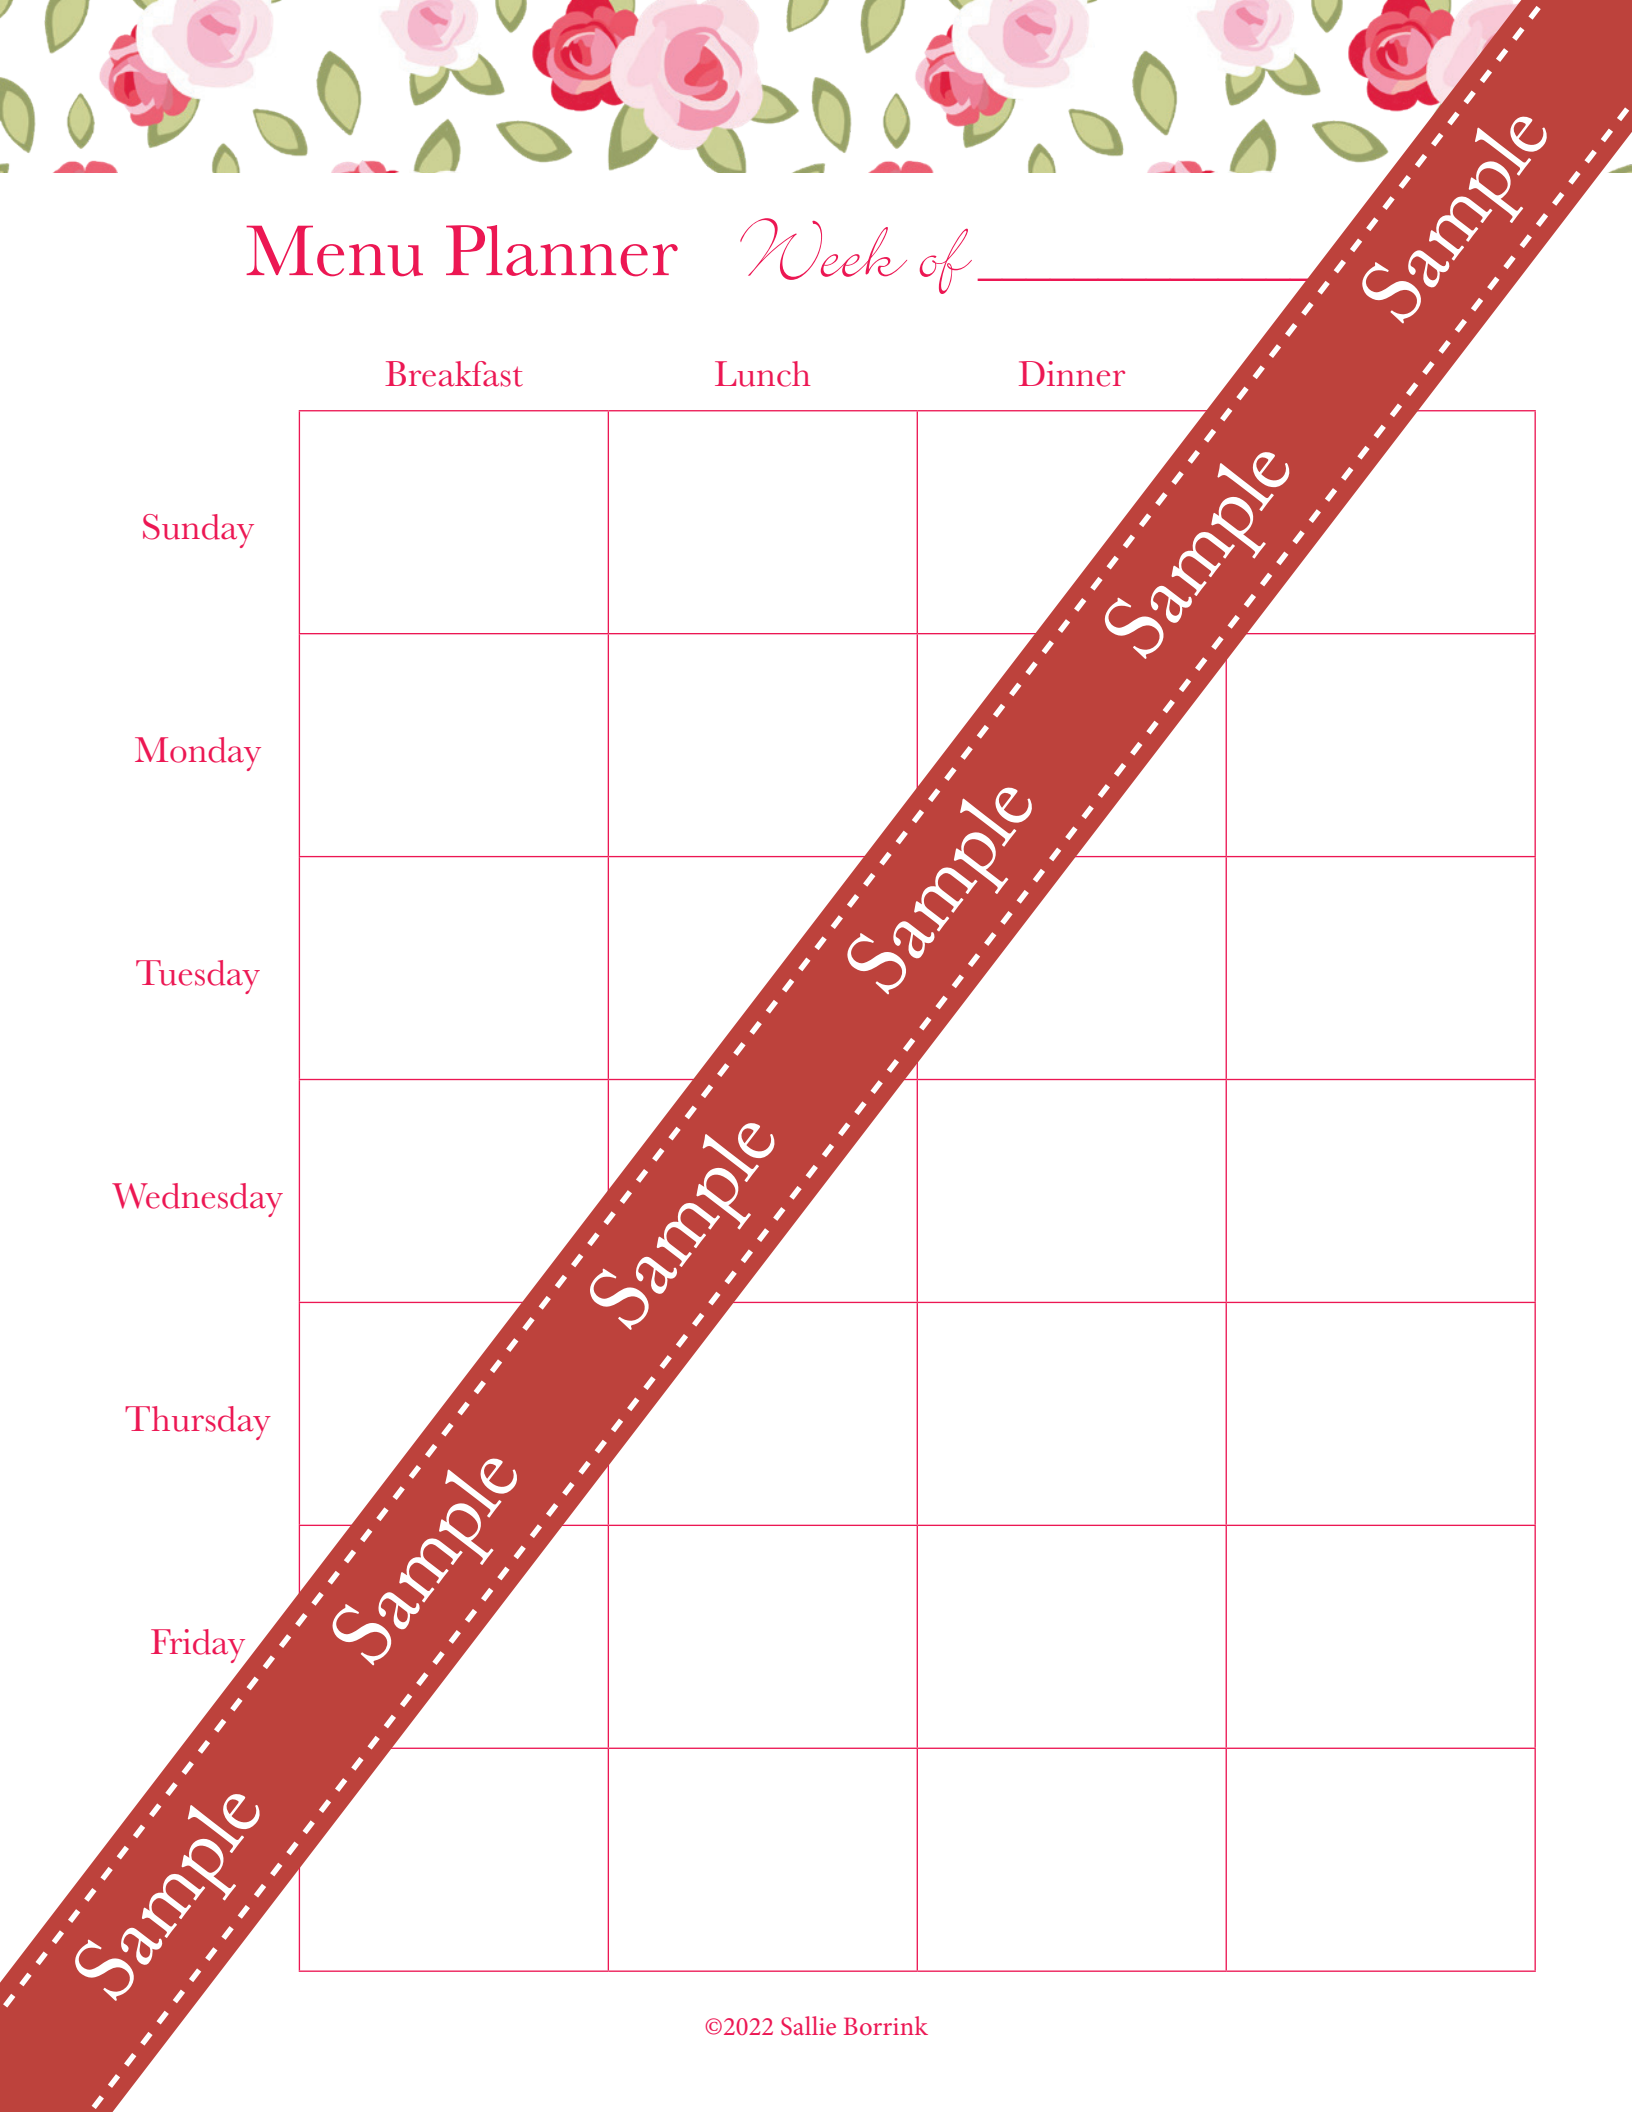 Menu Planner Week of
Breakfast Lunch Dinner
Sunday
Monday
Tuesday
Wednesday
Thursday
Friday
Sample
Sample
Sample
Sample
Sample
Sample
©2022 Sallie Borrink